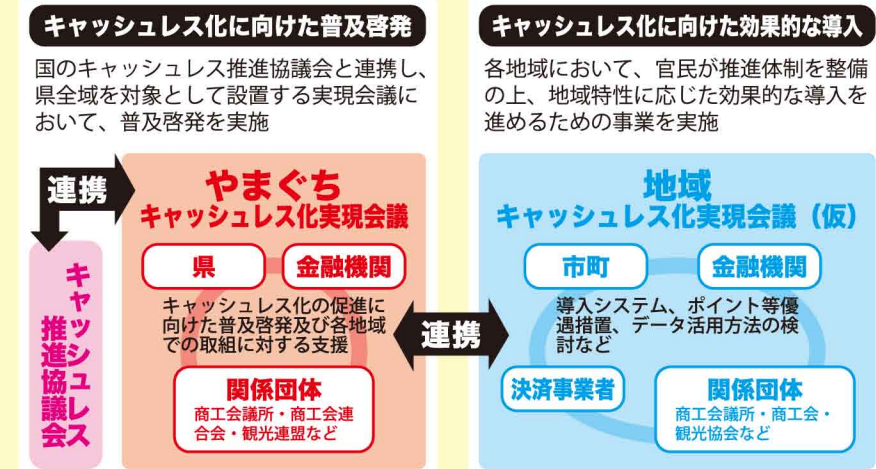 キャッシュレス化に向けた普及啓発
国のキャッシュレス推進協議会と連携し、
県全域を対象として設置する実現会議に
おいて、普及啓発を実施
連携
キャッシュレス
推進協議会
やまぐち
キャッシュレス化実現会議
県
金融機関
キャッシュレス化の促進に
向けた普及啓発及び各地域
での取組に対する支援
関係団体
商工会議所・商工会連
合会・観光連盟など
連携
キャッシュレス化に向けた効果的な導入
各地域において、官民が推進体制を整備
の上、地域特性に応じた効果的な導入を
進めるための事業を実施
地域
キャッシュレス化実現会議（仮）
市町
金融機関
導入システム、ポイント等優
遇措置、データ活用方法の検
討など
決済事業者
関係団体
商工会議所・商工会・
観光協会など